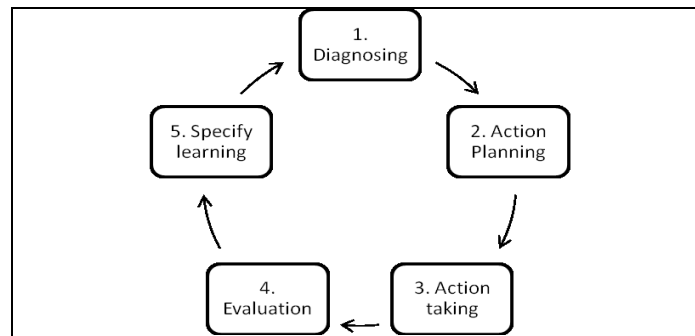 1.
Diagnosing
2. Action
Planning
3. Action
taking
4.
Evaluation
5. Specify
learning